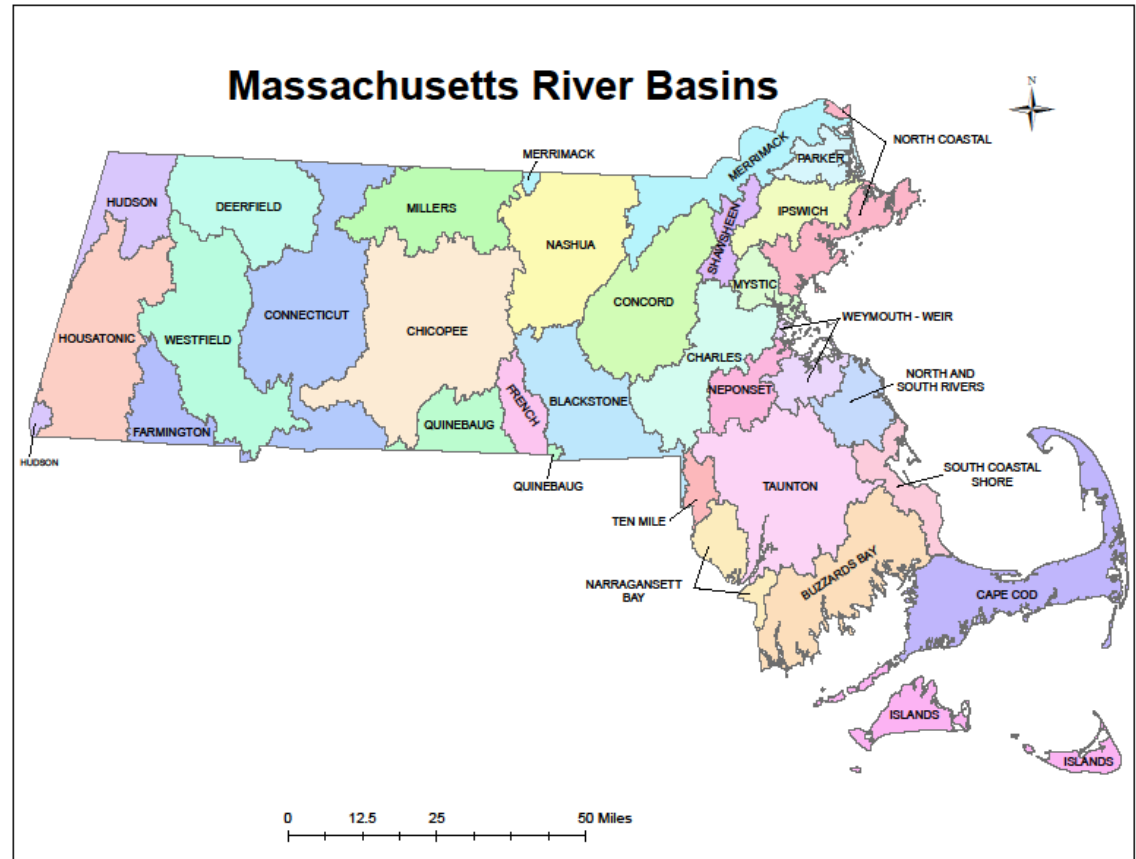 Massachusetts River Basins
N
NORTH COASTAL
MERRIMACK
MERRIMACK
PARKER
HUDSON
DEERFIELD
MILLERS
IPSWICH
NASHUA
SHAWSHEEN
MYSTIC
CONCORD
CONNECTICUT
WEYMOUTH - WEIR
CHICOPEE
HOUSATONIC
WESTFIELD
CHARLES
NORTH AND
SOUTH RIVERS
NEPONSET
FRENCH
BLACKSTONE
QUINEBAUG
FARMINGTON
HUDSON
QUINEBAUG
TAUNTON
SOUTH COASTAL
SHORE
TEN MILE
BUZZARDS BAY
NARRAGANSETT
BAY
CAPE COD
ISLANDS
ISLANDS
0 12.5 25 50 Miles